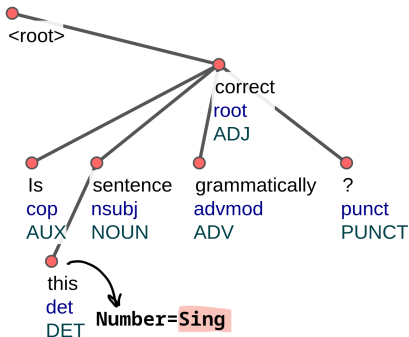 <root>
correct
root
ADJ
Is sentence grammatically ?
cop nsubj advmod punct
AUX NOUN ADV PUNCT
this
det
DET
Number=Sing